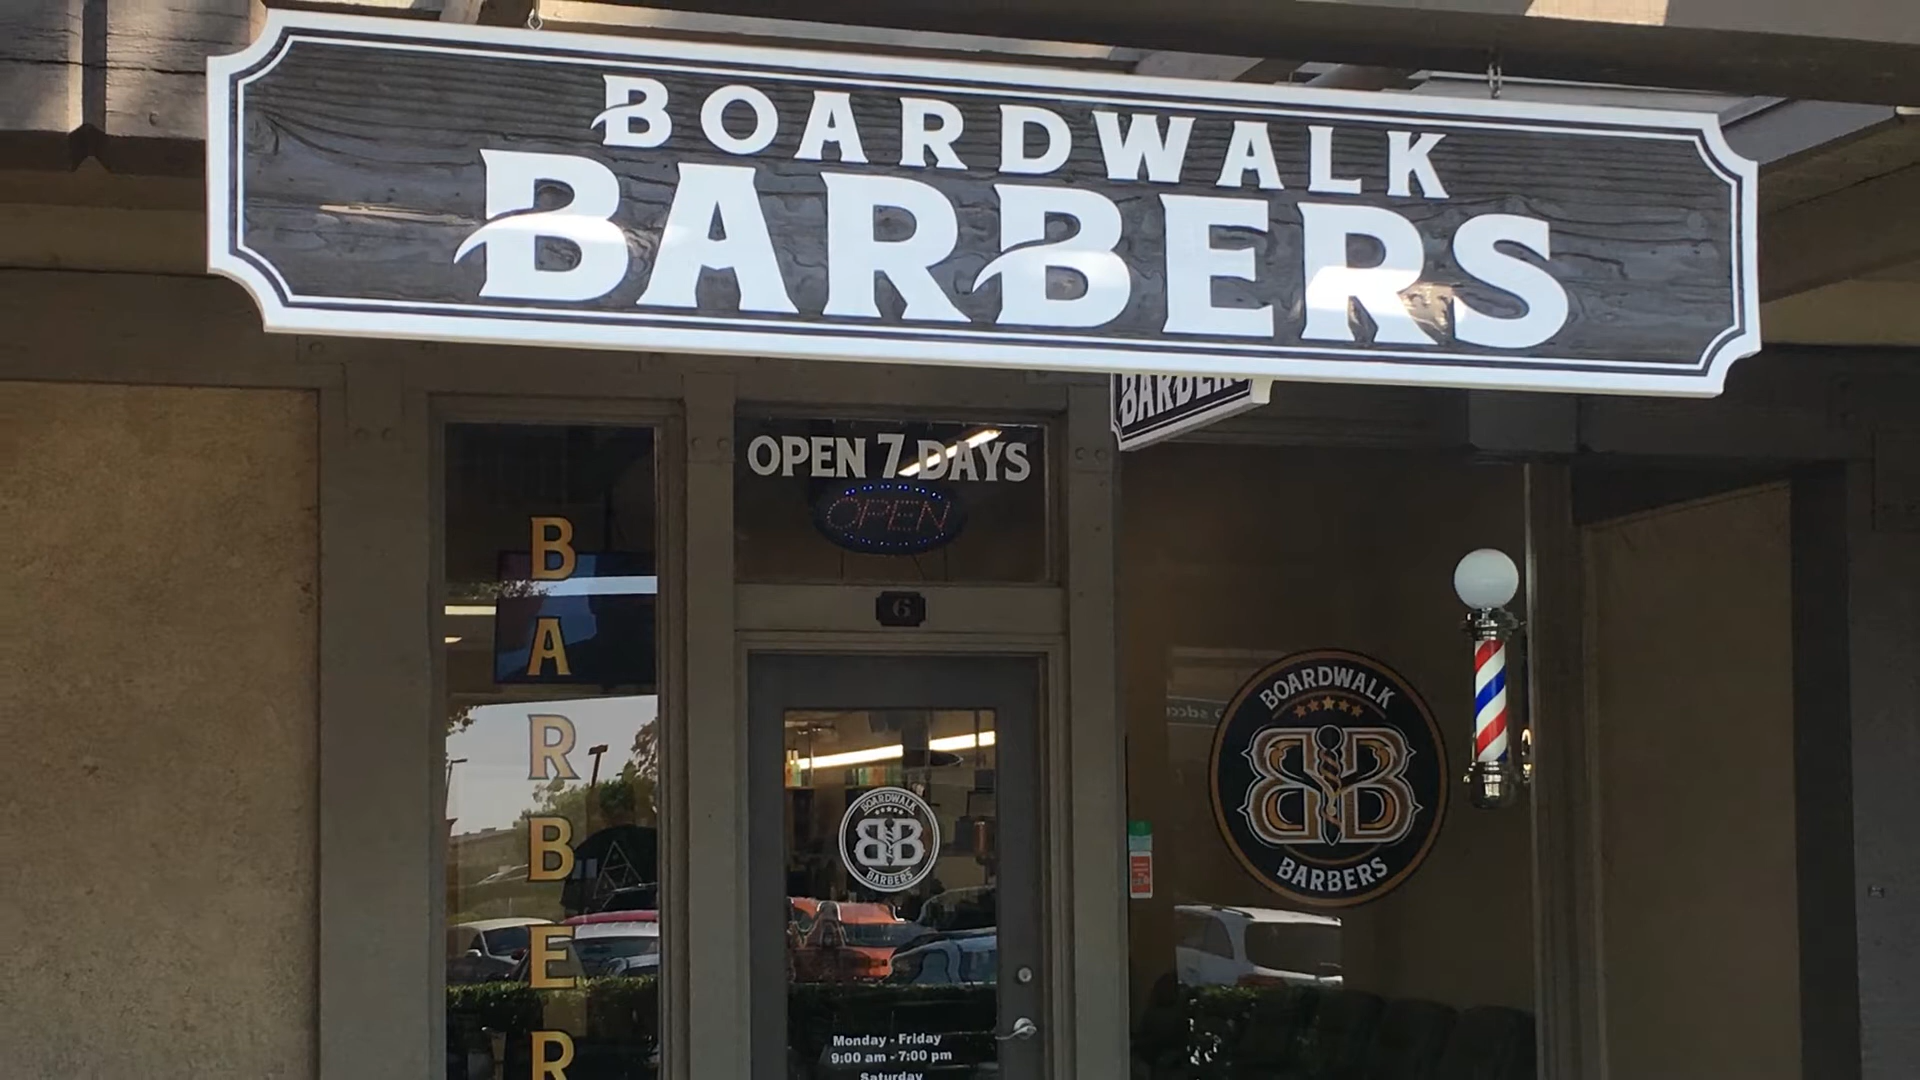 BOARDWALK
BARBERS
BARBERS
OPEN 7 DAYS
OPEN
6
BARBER
BOARDWALK
BB
BARBERS
BOARDWALK
BB
BARBERS
Monday - Friday
9:00 am - 7:00 pm
Saturday